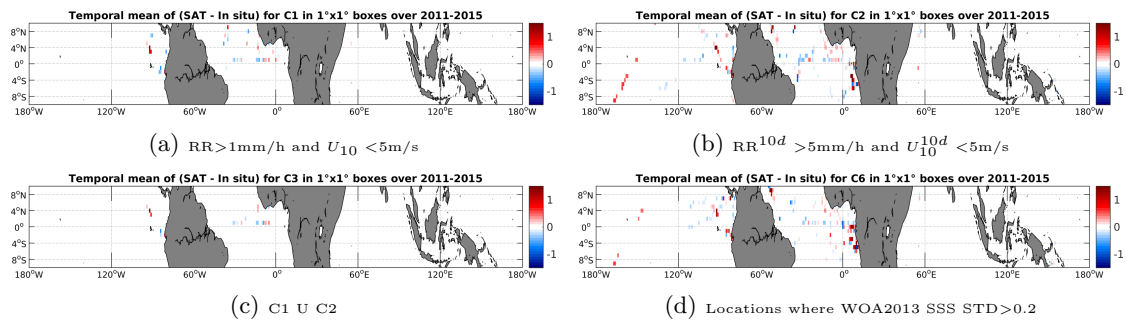 Temporal mean of (SAT - In situ) for C1 in 1°x1° boxes over 2011-2015
8°N
4°N
0°
4°S
8°S
180°W 120°W 60°W 0° 60°E 120°E 180°W
1
0
-1
(a) RR>1mm/h and U10 <5m/s
Temporal mean of (SAT - In situ) for C2 in 1°x1° boxes over 2011-2015
8°N
4°N
0°
4°S
8°S
180°W 120°W 60°W 0° 60°E 120°E 180°W
1
0
-1
(b) RR^10d >5mm/h and U10^10d <5m/s
Temporal mean of (SAT - In situ) for C3 in 1°x1° boxes over 2011-2015
8°N
4°N
0°
4°S
8°S
180°W 120°W 60°W 0° 60°E 120°E 180°W
1
0
-1
(c) C1 U C2
Temporal mean of (SAT - In situ) for C6 in 1°x1° boxes over 2011-2015
8°N
4°N
0°
4°S
8°S
180°W 120°W 60°W 0° 60°E 120°E 180°W
1
0
-1
(d) Locations where WOA2013 SSS STD>0.2